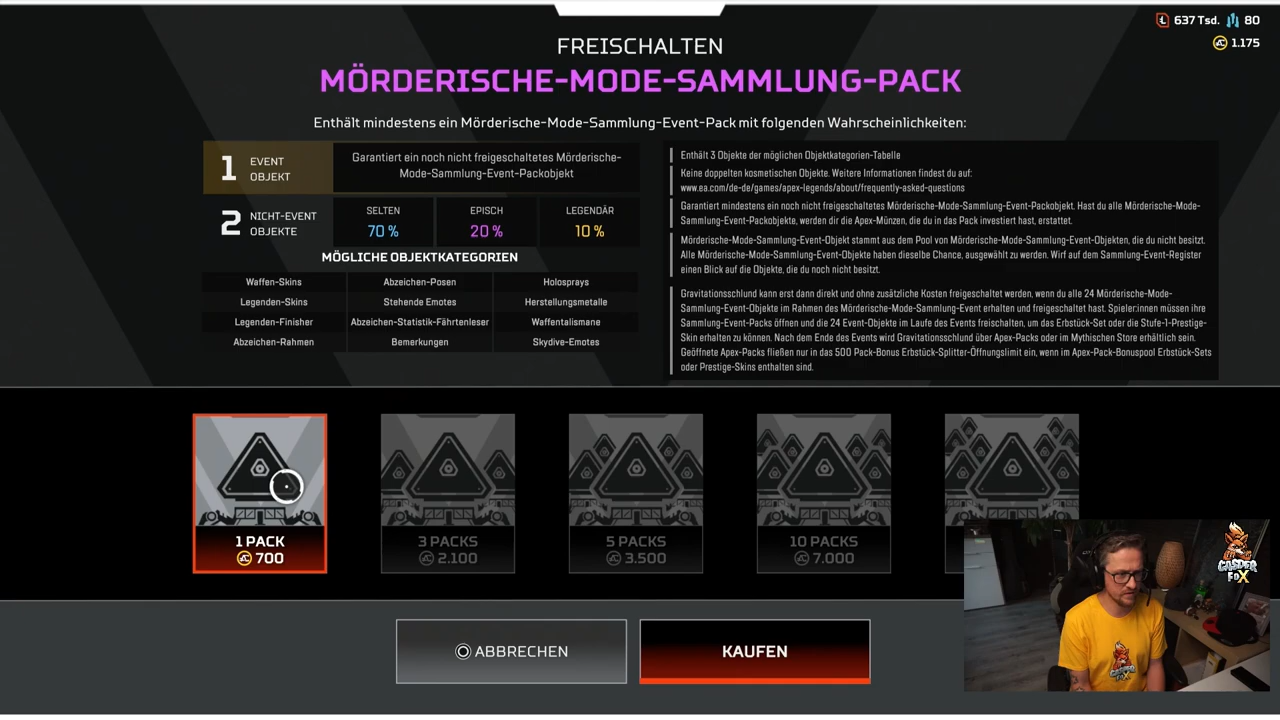 637 Tsd. 80
1.175
FREISCHALTEN
MÖRDERISCHE-MODE-SAMMLUNG-PACK
Enthält mindestens ein Mörderische-Mode-Sammlung-Event-Pack mit folgenden Wahrscheinlichkeiten:
1 EVENT OBJEKT
Garantiert ein noch nicht freigeschaltetes Mörderische-
Mode-Sammlung-Event-Packobjekt
2 NICHT-EVENT OBJEKTE
SELTEN EPISCH LEGENDÄR
70 % 20 % 10 %
MÖGLICHE OBJEKTKATEGORIEN
Waffen-Skins Abzeichen-Posen Holosprays
Legenden-Skins Stehende Emotes Herstellungsmetalle
Legenden-Finisher Abzeichen-Statistik-Fährtenleser Waffentalismane
Abzeichen-Rahmen Bemerkungen Skydive-Emotes
Enthält 3 Objekte der möglichen Objektkategorien-Tabelle
Keine doppelten kosmetischen Objekte. Weitere Informationen findest du auf:
www.ea.com/de-de/games/apex-legends/about/frequently-asked-questions
Garantiert mindestens ein noch nicht freigeschaltetes Mörderische-Mode-Sammlung-Event-Packobjekt. Hast du alle Mörderische-Mode-
Sammlung-Event-Packobjekte, werden dir die Apex-Münzen, die du in das Pack investiert hast, erstattet.
Mörderische-Mode-Sammlung-Event-Objekt stammt aus dem Pool von Mörderische-Mode-Sammlung-Event-Objekten, die du nicht besitzt.
Alle Mörderische-Mode-Sammlung-Event-Objekte haben dieselbe Chance, ausgewählt zu werden. Wirf auf dem Sammlung-Event-Register
einen Blick auf die Objekte, die du noch nicht besitzt.
Gravitationsschlund kann erst dann direkt und ohne zusätzliche Kosten freigeschaltet werden, wenn du alle 24 Mörderische-Mode-
Sammlung-Event-Objekte im Rahmen des Mörderische-Mode-Sammlung-Event erhalten und freigeschaltet hast. Spieler:innen müssen ihre
Sammlung-Event-Packs öffnen und die 24 Event-Objekte im Laufe des Events freischalten, um das Erbstück-Set oder die Stufe-1-Prestige-
Skin erhalten zu können. Nach dem Ende des Events wird Gravitationsschlund über Apex-Packs oder im Mythischen Store erhältlich sein.
Geöffnete Apex-Packs fließen nur in das 500 Pack-Bonus Erbstück-Splitter-Öffnungslimit ein, wenn im Apex-Pack-Bonuspool Erbstück-Sets
oder Prestige-Skins enthalten sind.
1 PACK 3 PACKS 5 PACKS 10 PACKS
700 2.100 3.500 7.000
ABBRECHEN KAUFEN
CASPER
FOX
CASPER
FOX